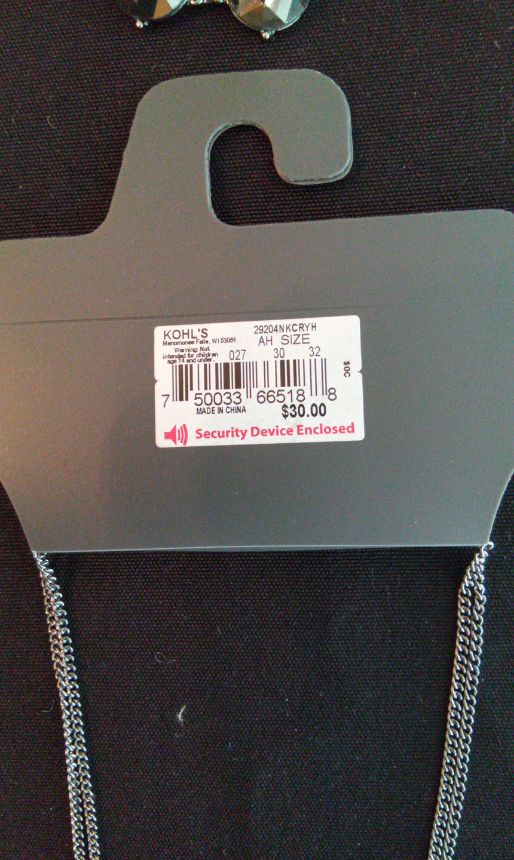 KOHL'S 29204NKCRYH
Menomonee Falls, WI 53051 AH SIZE
Warning: Not
intended for children
age 14 and under. 027 30 32
SOC
7 50033 66518 8
MADE IN CHINA $30.00
Security Device Enclosed